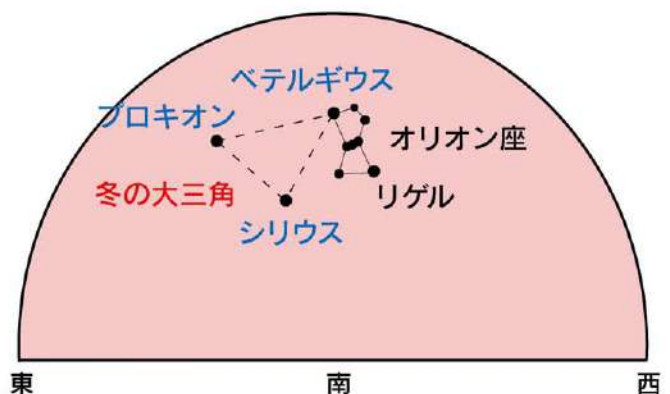 ベテルギウス
プロキオン
オリオン座
冬の大三角
リゲル
シリウス
東
南
西